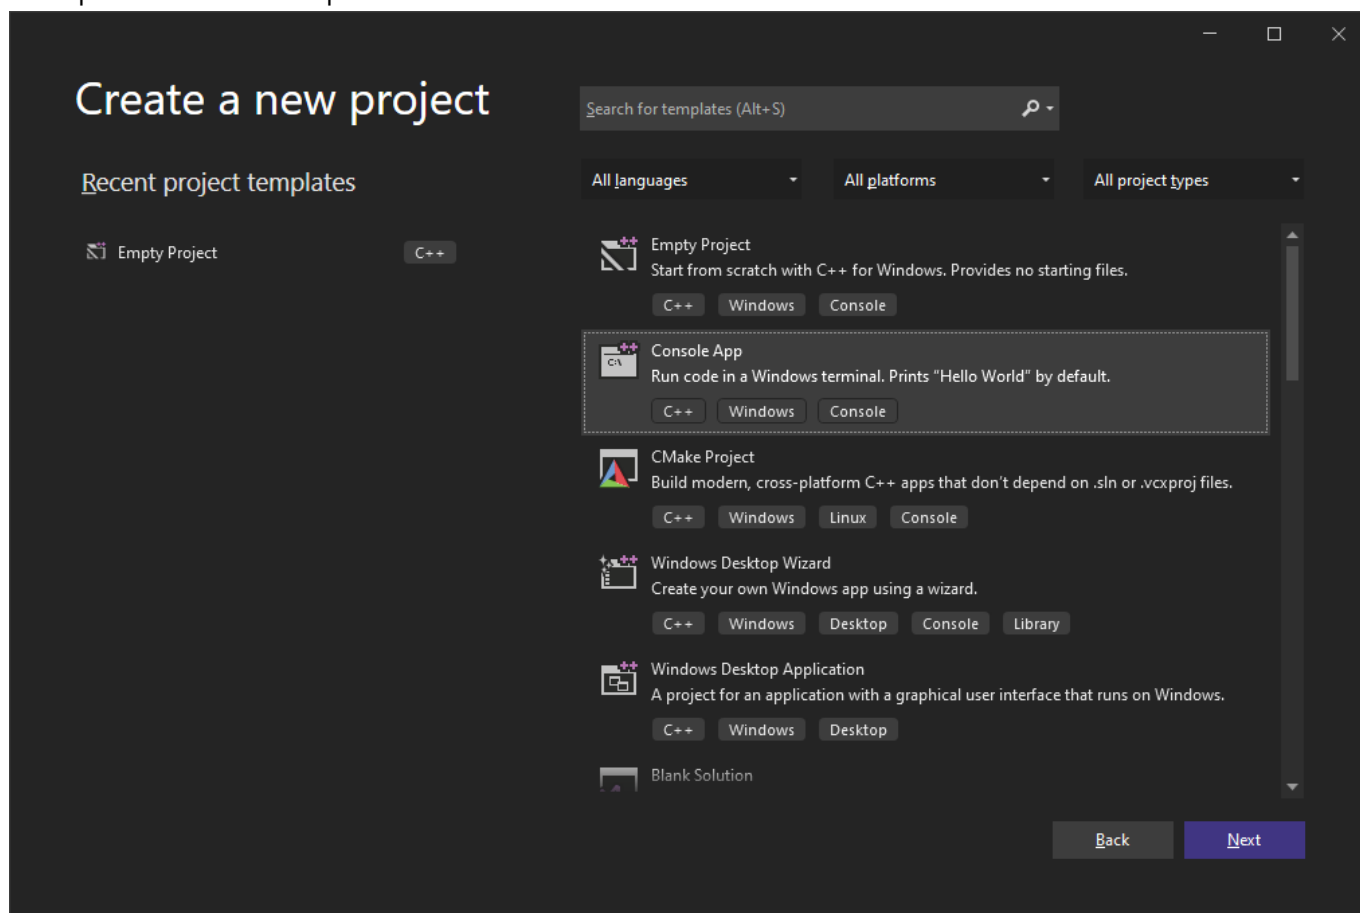 Create a new project
Search for templates (Alt+S)
Recent project templates
All languages
All platforms
All project types
Empty Project
C++
Empty Project
Start from scratch with C++ for Windows. Provides no starting files.
C++ Windows Console
Console App
Run code in a Windows terminal. Prints “Hello World” by default.
C++ Windows Console
CMake Project
Build modern, cross-platform C++ apps that don’t depend on .sln or .vcxproj files.
C++ Windows Linux Console
Windows Desktop Wizard
Create your own Windows app using a wizard.
C++ Windows Desktop Console Library
Windows Desktop Application
A project for an application with a graphical user interface that runs on Windows.
C++ Windows Desktop
Blank Solution
Back
Next